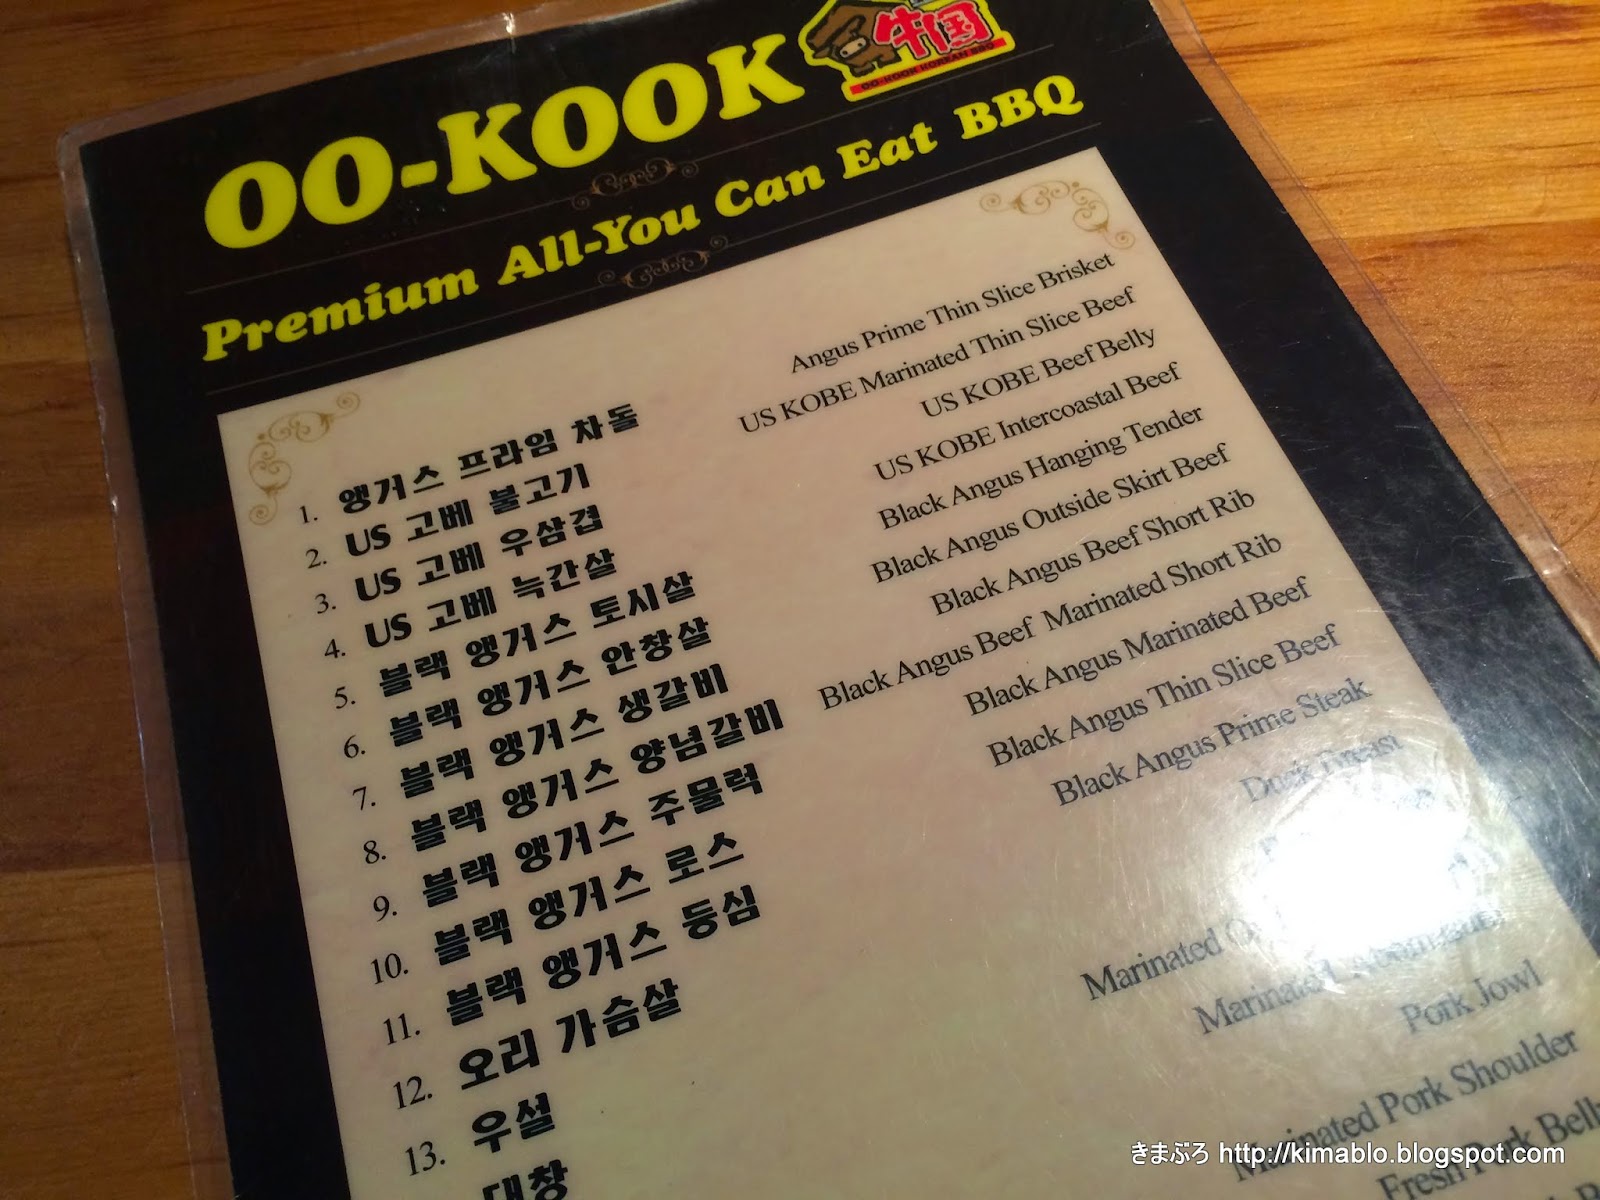 OO-KOOK
牛国
OO-KOOK KOREAN BBQ
Premium All-You Can Eat BBQ
1. 앵거스 프라임 차돌 Angus Prime Thin Slice Brisket
2. US 고베 불고기 US KOBE Marinated Thin Slice Beef
3. US 고베 우삼겹 US KOBE Beef Belly
4. US 고베 늑간살 US KOBE Intercoastal Beef
5. 블랙 앵거스 토시살 Black Angus Hanging Tender
6. 블랙 앵거스 안창살 Black Angus Outside Skirt Beef
7. 블랙 앵거스 생갈비 Black Angus Beef Short Rib
8. 블랙 앵거스 양념갈비 Black Angus Beef Marinated Short Rib
9. 블랙 앵거스 주물럭 Black Angus Marinated Beef
10. 블랙 앵거스 로스 Black Angus Thin Slice Beef
11. 블랙 앵거스 등심 Black Angus Prime Steak
12. 오리 가슴살 Duck Breast
13. 우설
대창
Marinated
Marinated
Pork Jowl
Marinated Pork Shoulder
Fresh Pork Belly
きまぶろ http://kimablo.blogspot.com